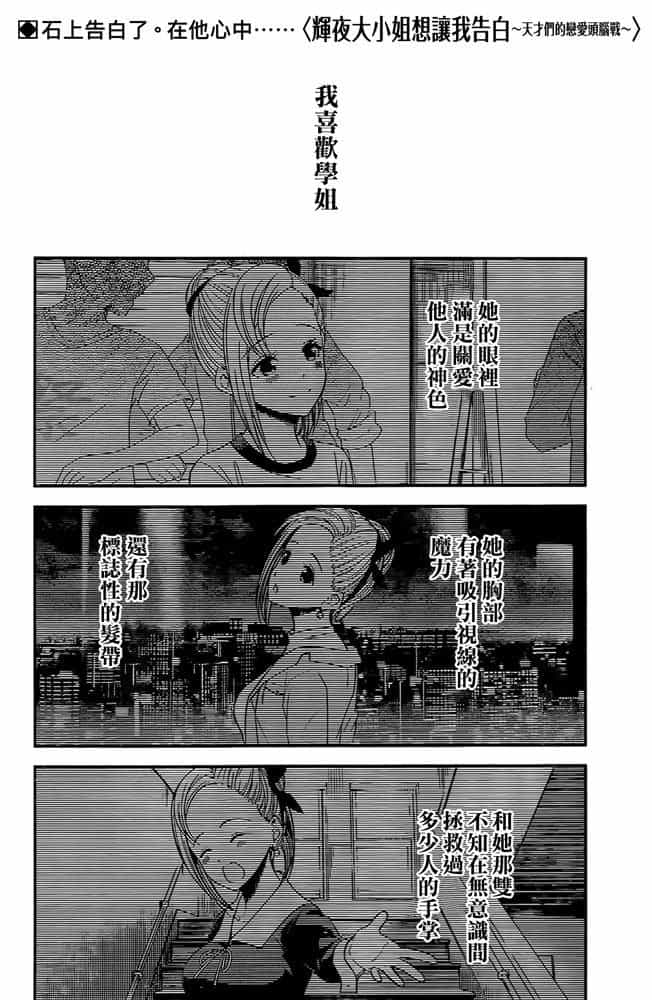 石上告白了。在他心中……〈輝夜大小姐想讓我告白～天才們的戀愛頭腦戰～〉
我喜歡學姐
她的眼裡
滿是關愛
他人的神色
她的胸部
有著吸引視線的
魔力
還有那
標誌性的髮帶
和她那雙
不知在無意識間
拯救過
多少人的手掌